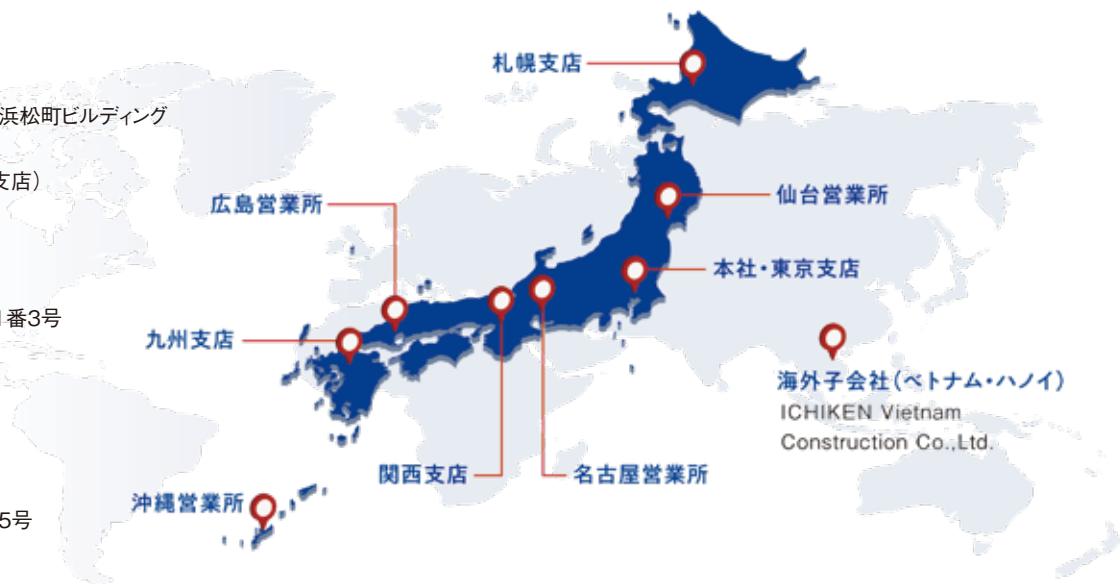 札幌支店
浜松町ビルディング
支店）
仙台営業所
広島営業所
本社・東京支店
番3号
九州支店
海外子会社（ベトナム・ハノイ）
ICHIKEN Vietnam
Construction Co.,Ltd.
関西支店
名古屋営業所
沖縄営業所
5号